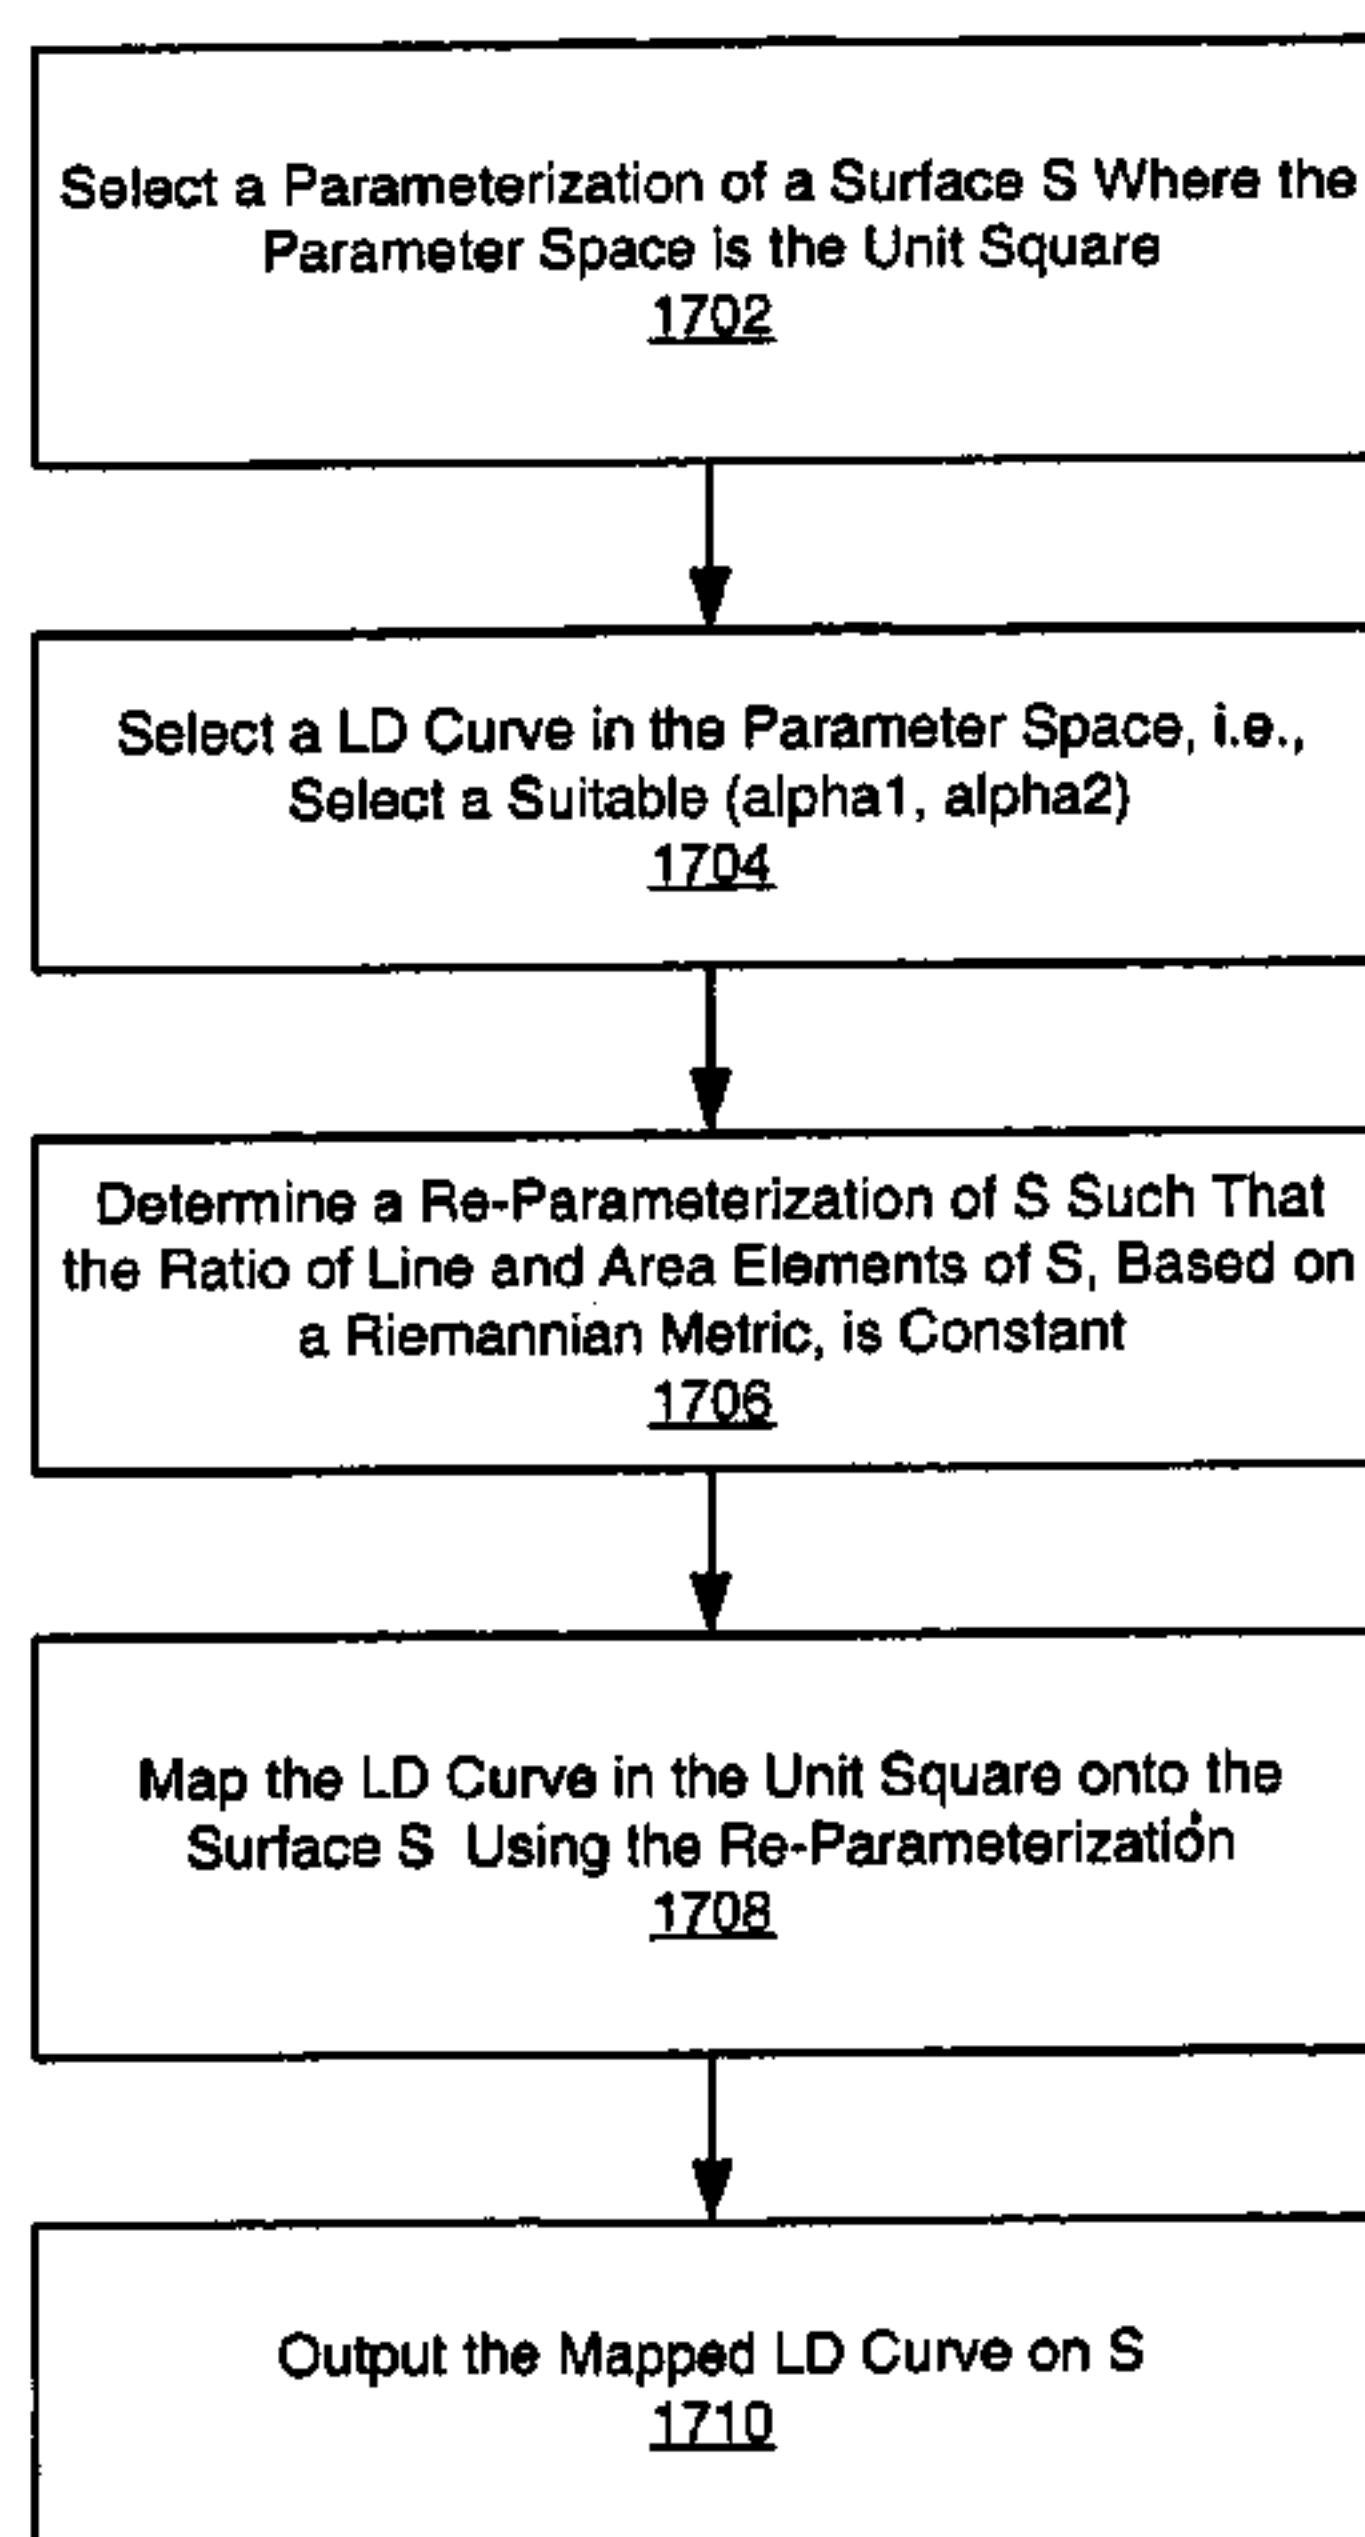 Select a Parameterization of a Surface S Where the
Parameter Space is the Unit Square
1702
Select a LD Curve in the Parameter Space, i.e.,
Select a Suitable (alpha1, alpha2)
1704
Determine a Re-Parameterization of S Such That
the Ratio of Line and Area Elements of S, Based on
a Riemannian Metric, is Constant
1706
Map the LD Curve in the Unit Square onto the
Surface S Using the Re-Parameterization
1708
Output the Mapped LD Curve on S
1710